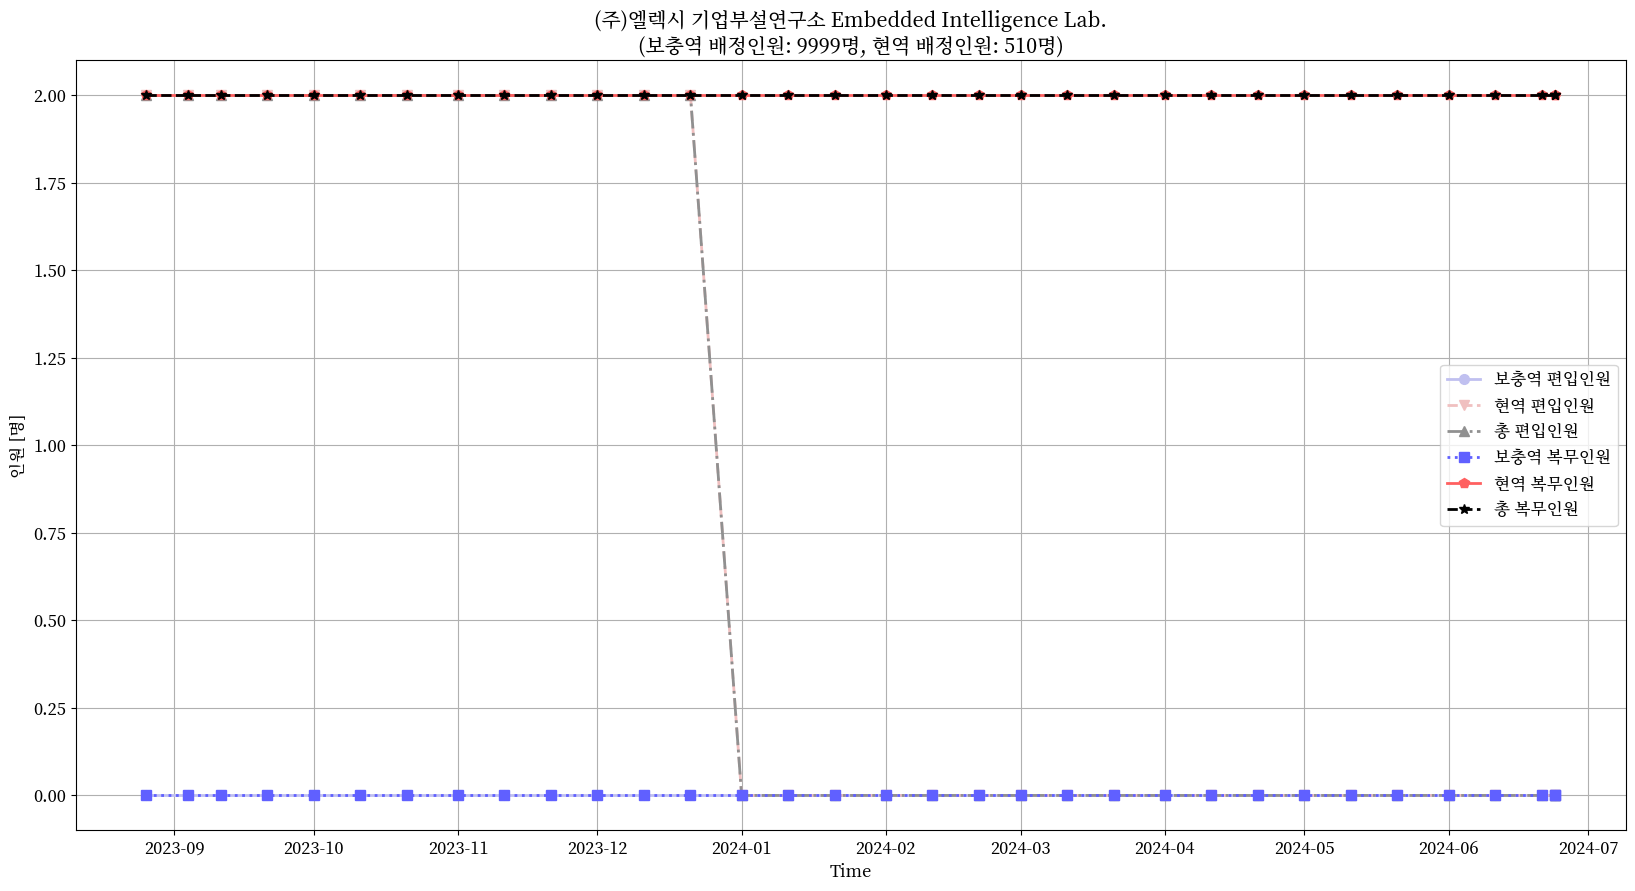 (주)엘렉시 기업부설연구소 Embedded Intelligence Lab.
(보충역 배정인원: 9999명, 현역 배정인원: 510명)
인원 [명]
2.00
1.75
1.50
1.25
1.00
0.75
0.50
0.25
0.00
보충역 편입인원
현역 편입인원
총 편입인원
보충역 복무인원
현역 복무인원
총 복무인원
2023-09 2023-10 2023-11 2023-12 2024-01 2024-02 2024-03 2024-04 2024-05 2024-06 2024-07
Time